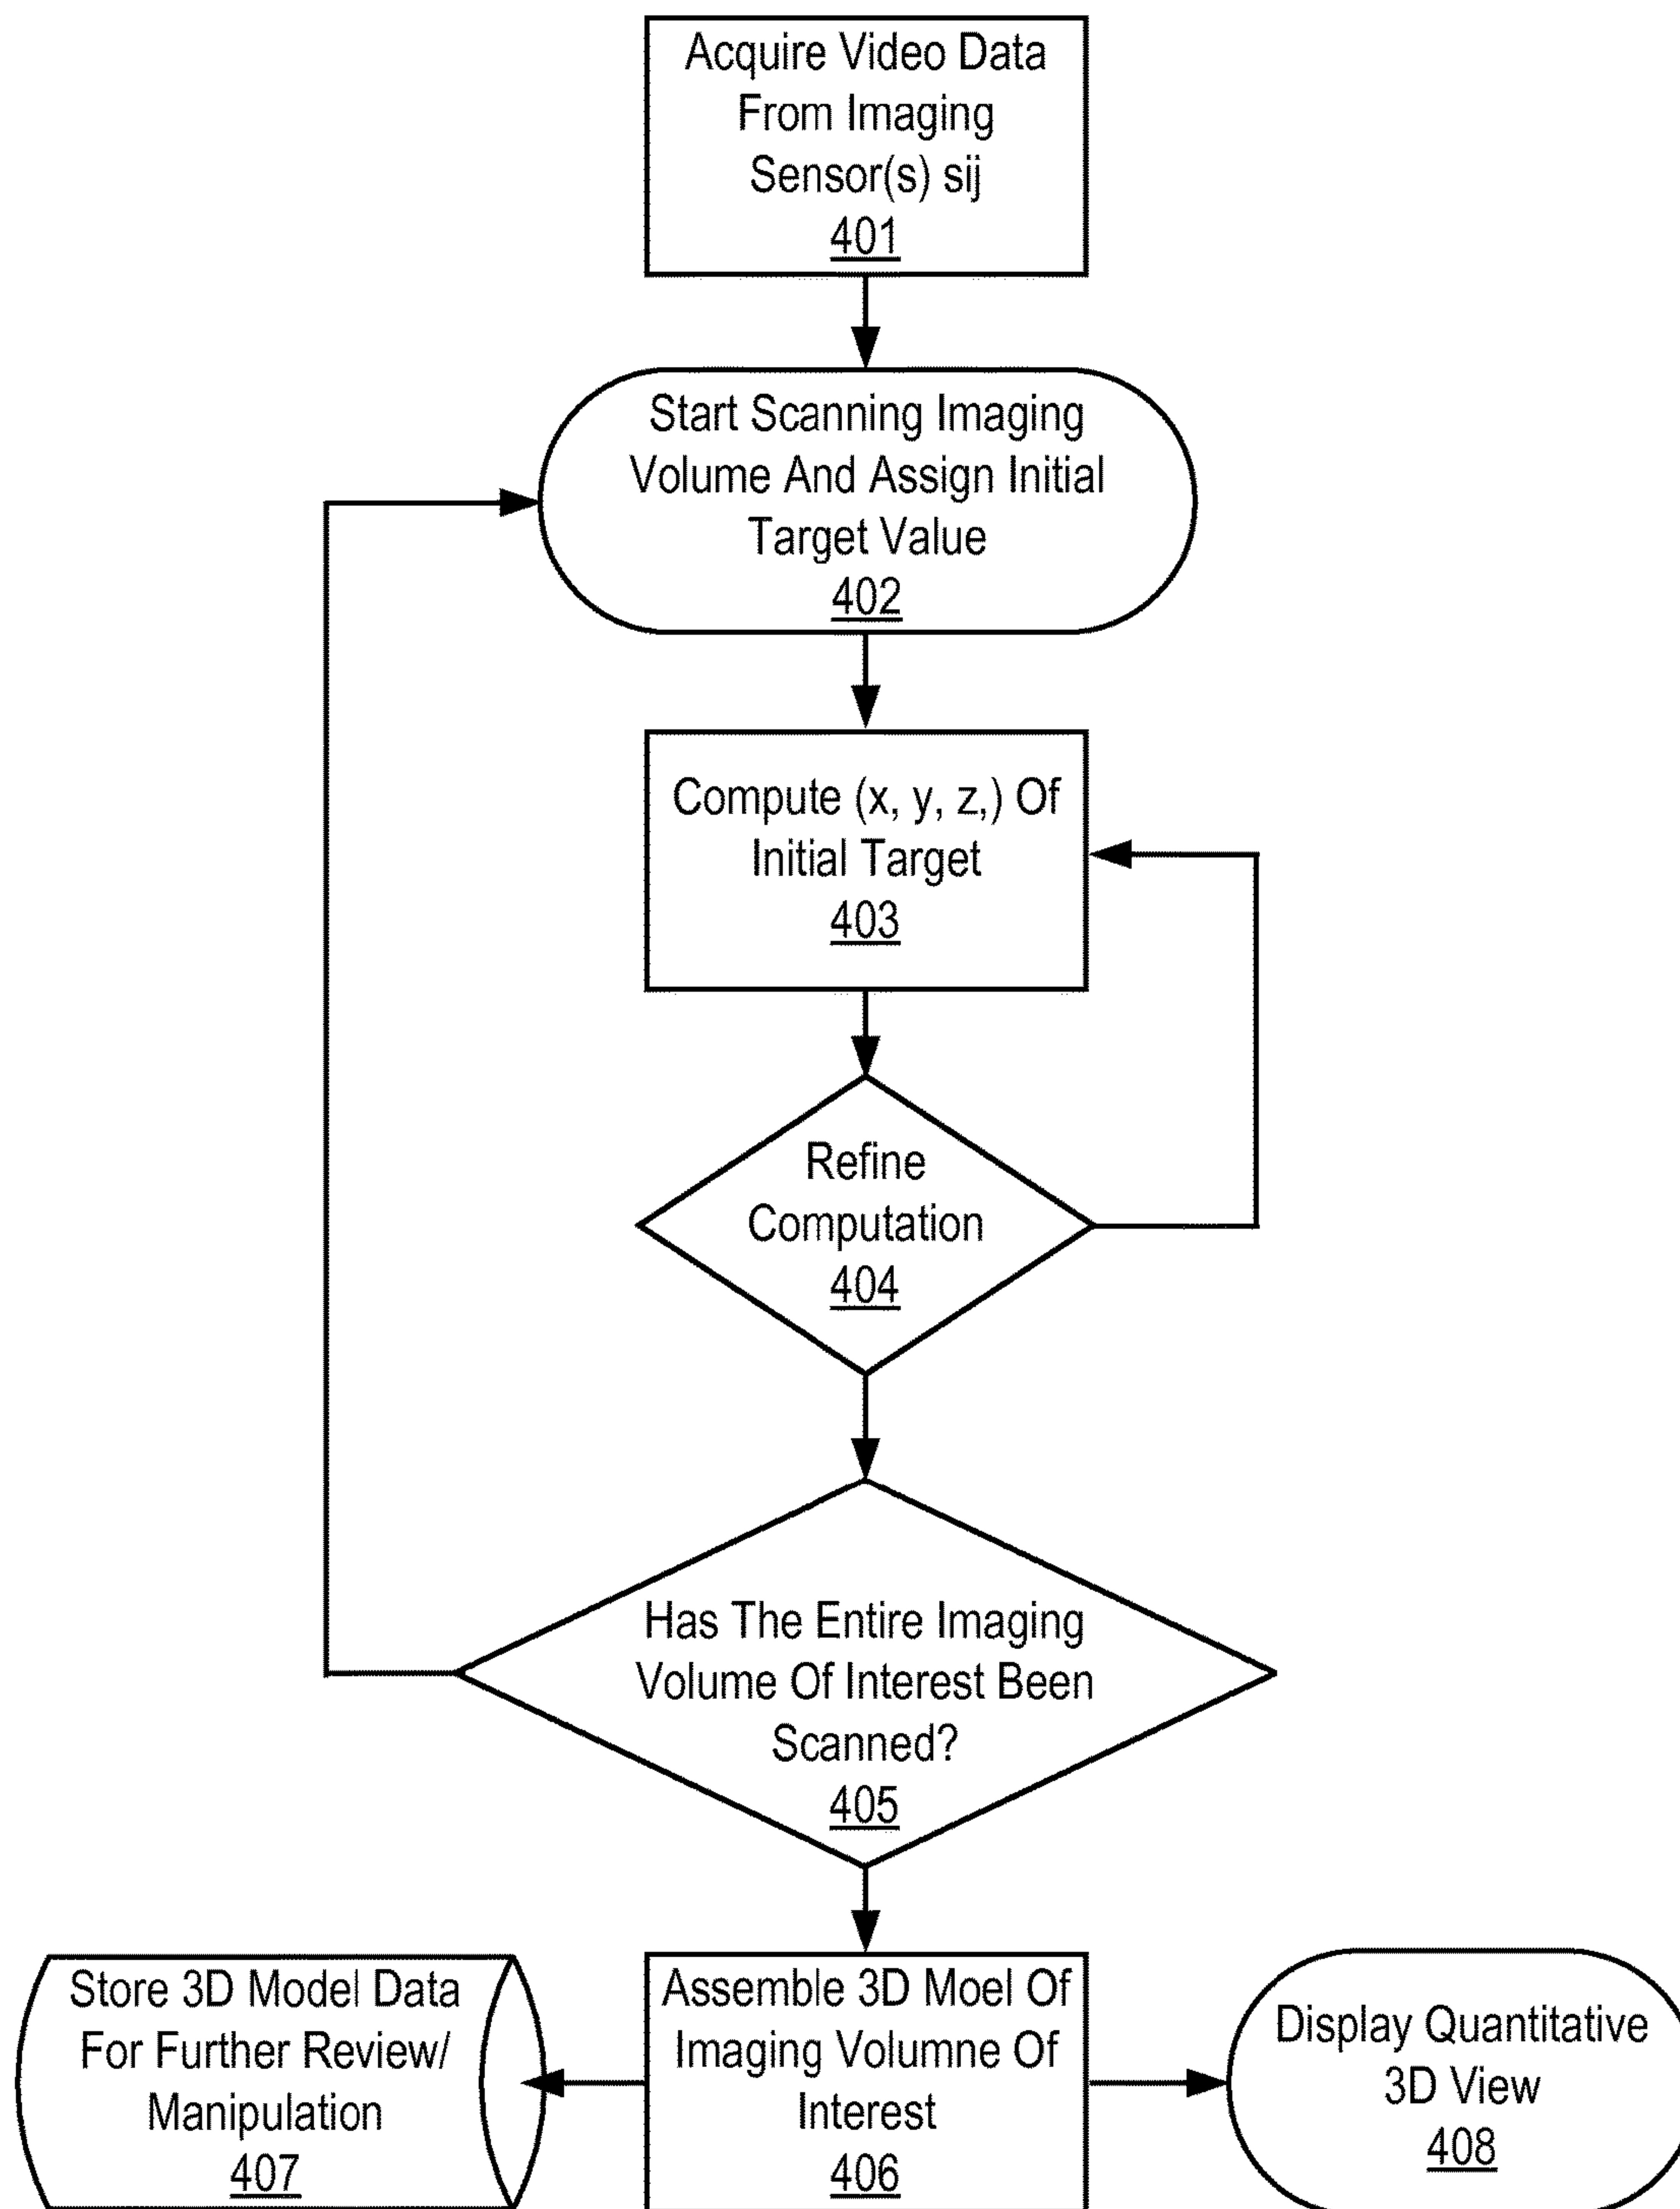 Acquire Video Data
From Imaging
Sensor(s) sij
401
Start Scanning Imaging
Volume And Assign Initial
Target Value
402
Compute (x, y, z,) Of
Initial Target
403
Refine
Computation
404
Has The Entire Imaging
Volume Of Interest Been
Scanned?
405
Store 3D Model Data
For Further Review/
Manipulation
407
Assemble 3D Moel Of
Imaging Volumne Of
Interest
406
Display Quantitative
3D View
408